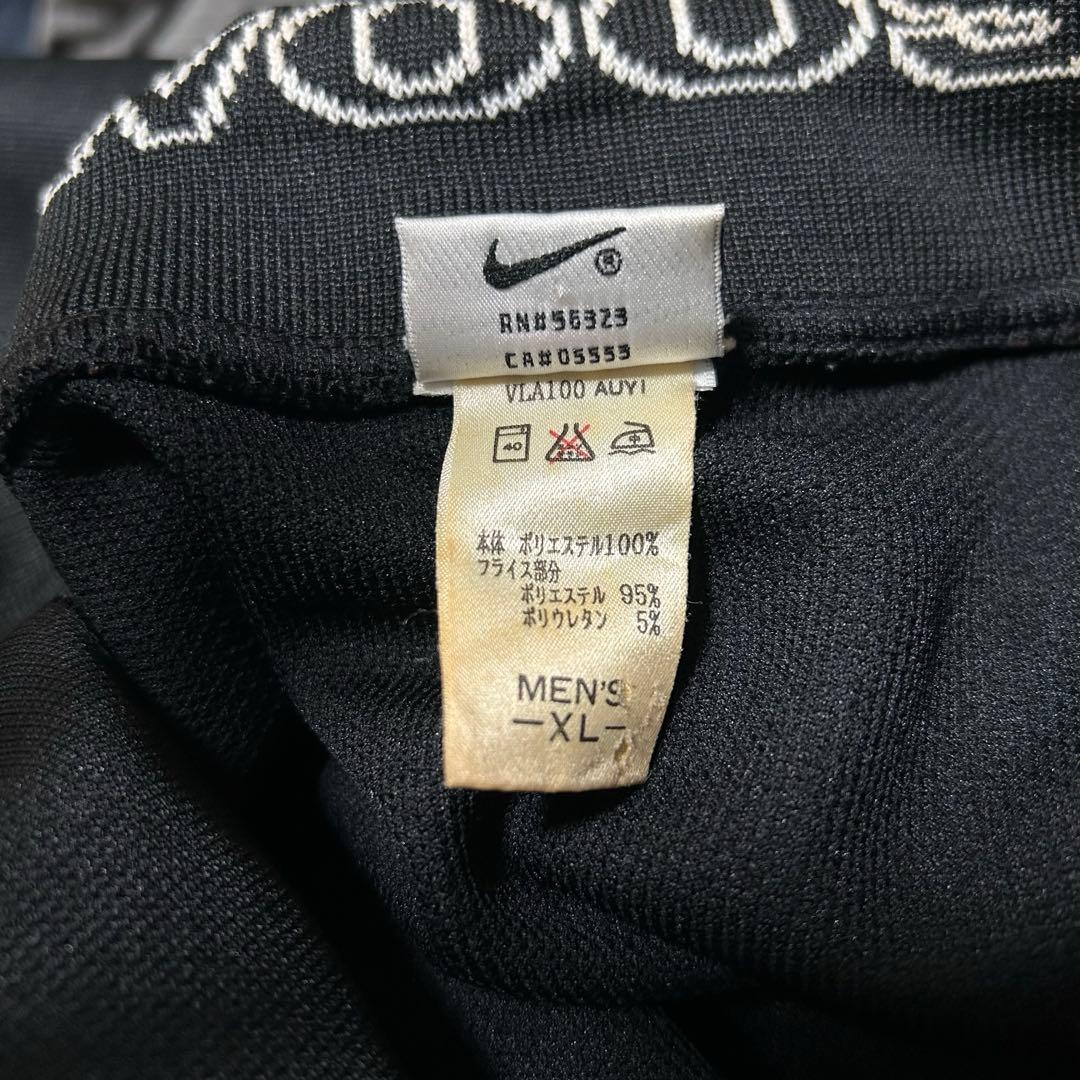 ®
RN#56323
CA#05553
VLA100 AUYI
40
本体 ポリエステル100%
フライス部分
ポリエステル 95%
ポリウレタン 5%
MEN'S
-XL-